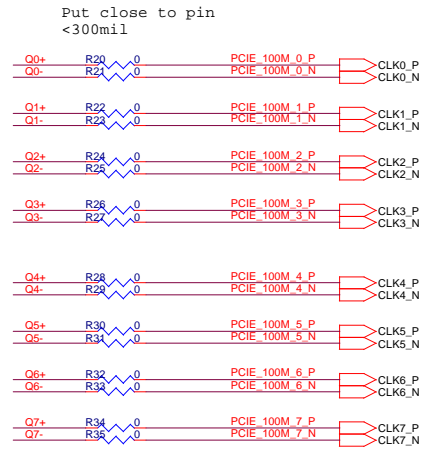 Put close to pin
<300mil
Q0+ R20 0 PCIE_100M_0_P CLK0_P
Q0- R21 0 PCIE_100M_0_N CLK0_N
Q1+ R22 0 PCIE_100M_1_P CLK1_P
Q1- R23 0 PCIE_100M_1_N CLK1_N
Q2+ R24 0 PCIE_100M_2_P CLK2_P
Q2- R25 0 PCIE_100M_2_N CLK2_N
Q3+ R26 0 PCIE_100M_3_P CLK3_P
Q3- R27 0 PCIE_100M_3_N CLK3_N
Q4+ R28 0 PCIE_100M_4_P CLK4_P
Q4- R29 0 PCIE_100M_4_N CLK4_N
Q5+ R30 0 PCIE_100M_5_P CLK5_P
Q5- R31 0 PCIE_100M_5_N CLK5_N
Q6+ R32 0 PCIE_100M_6_P CLK6_P
Q6- R33 0 PCIE_100M_6_N CLK6_N
Q7+ R34 0 PCIE_100M_7_P CLK7_P
Q7- R35 0 PCIE_100M_7_N CLK7_N